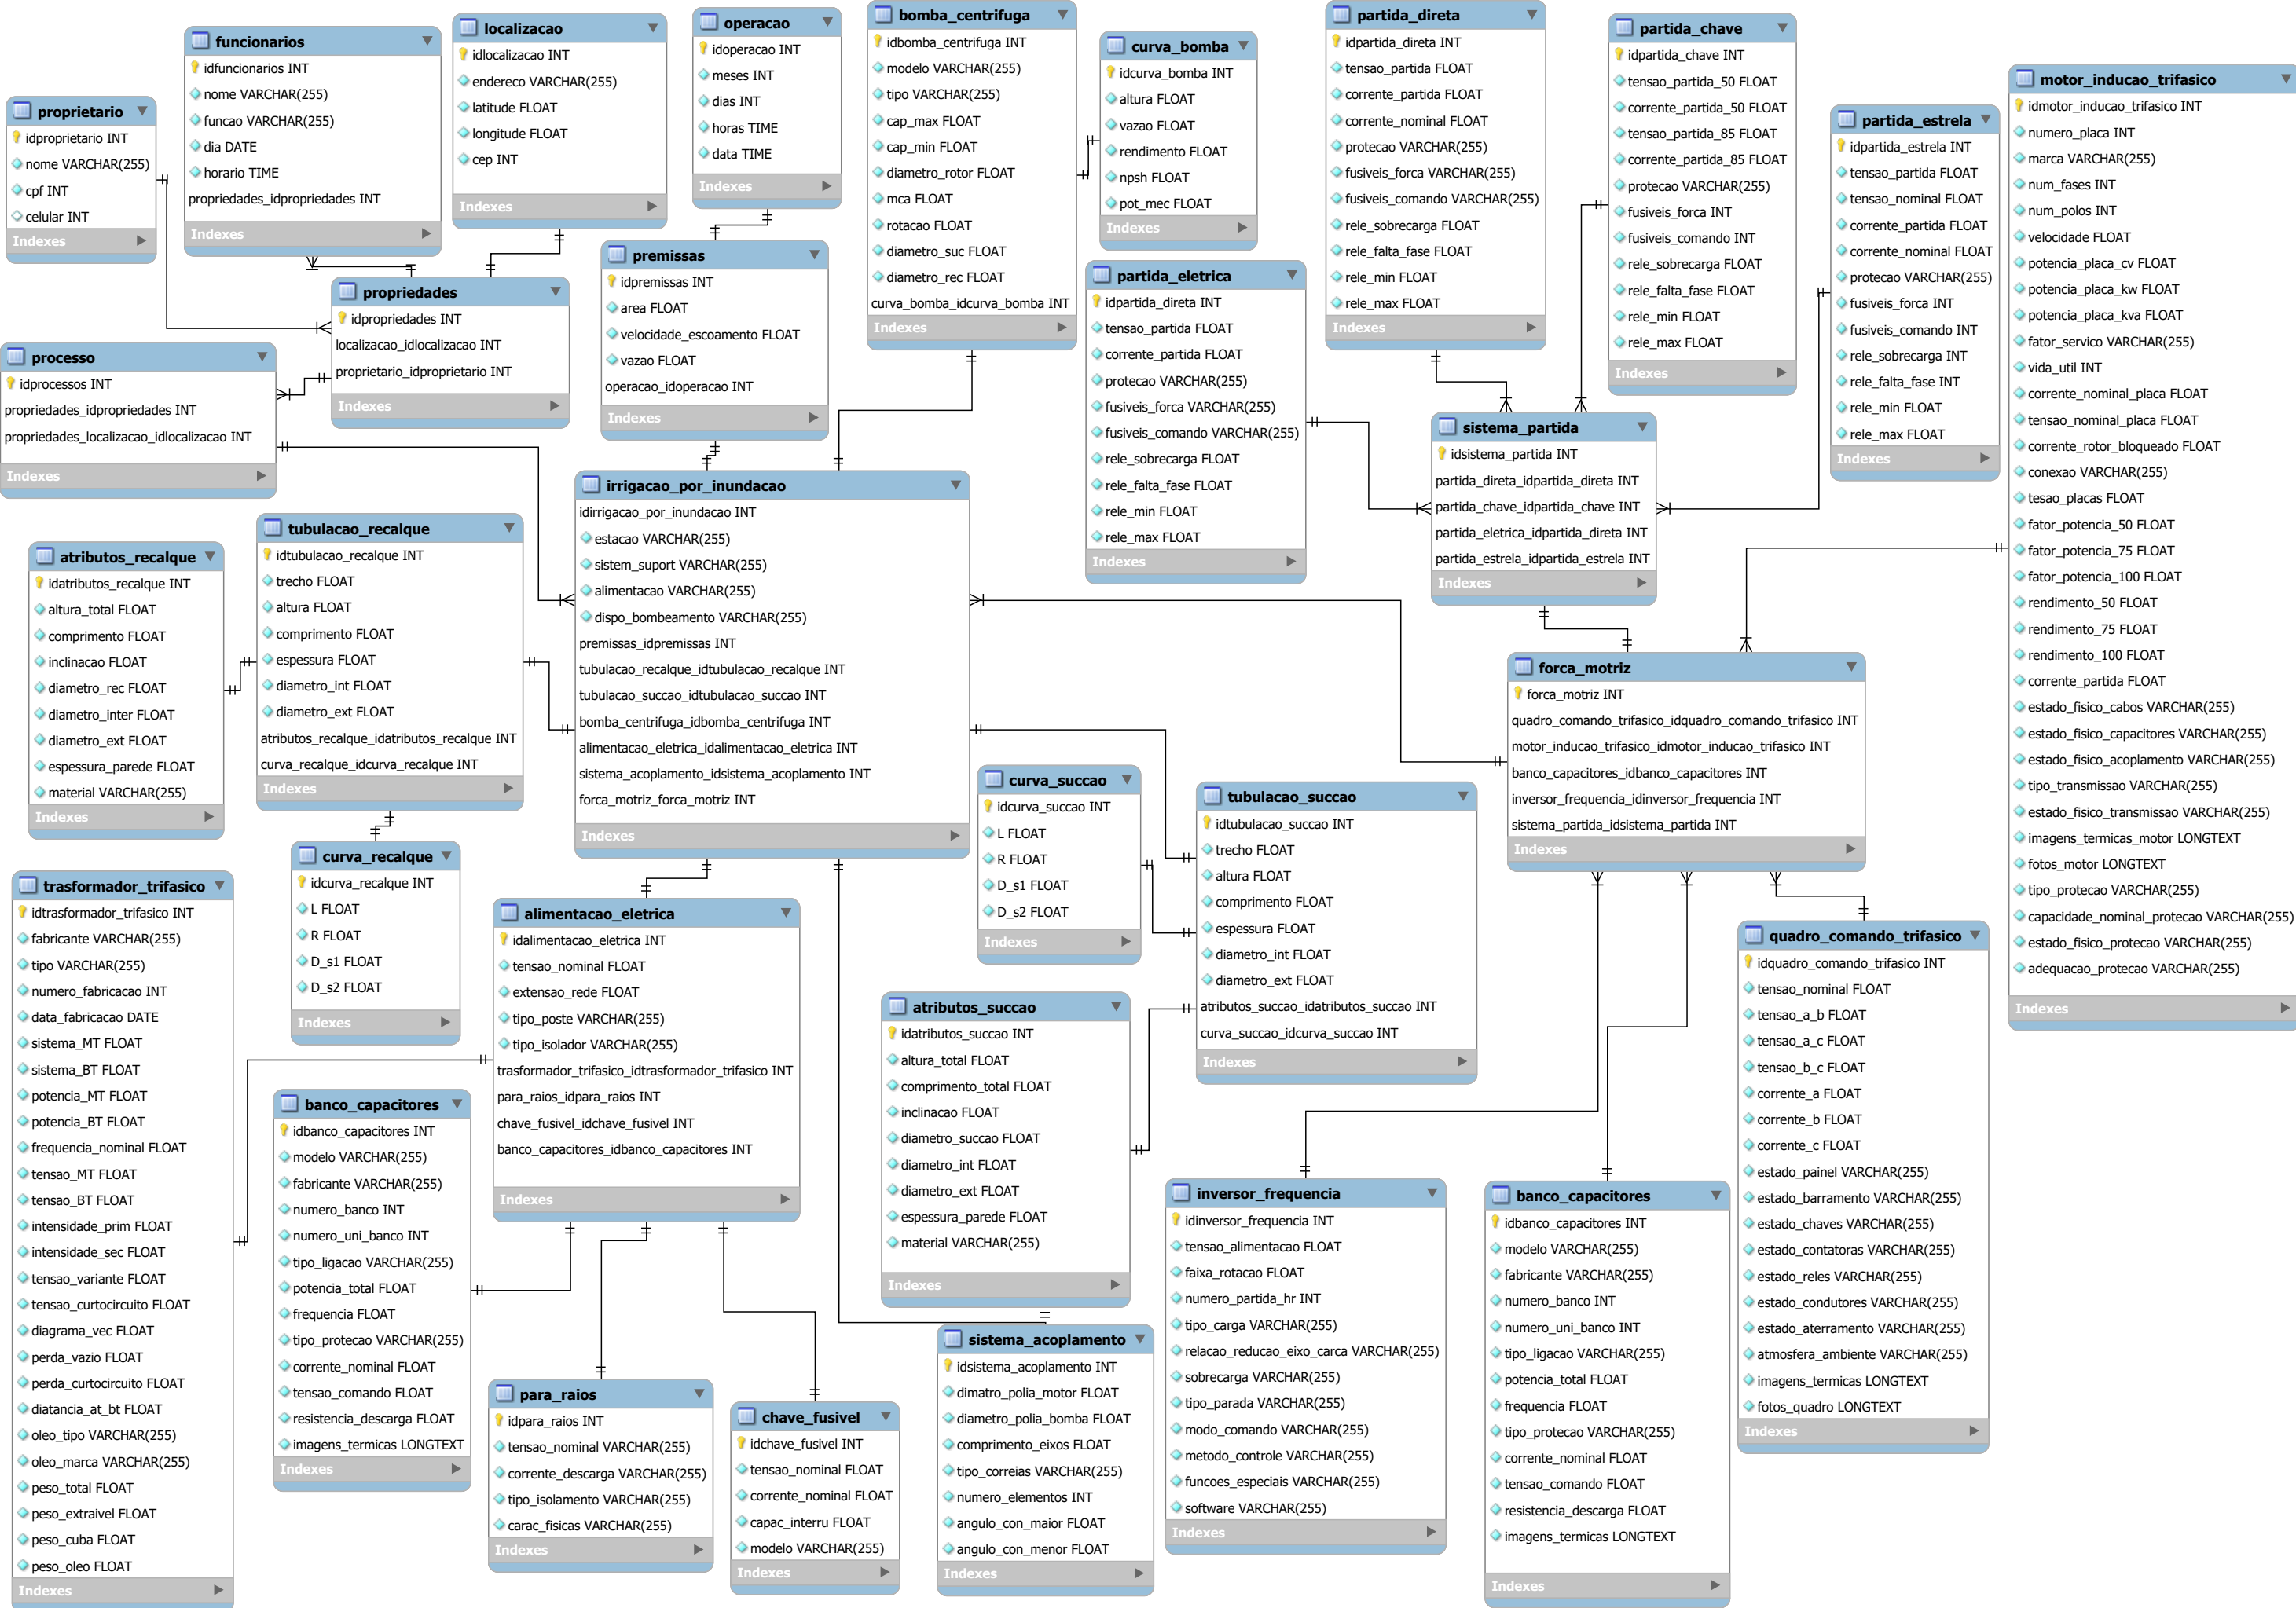 proprietario
idproprietario INT
nome VARCHAR(255)
cpf INT
celular INT
Indexes
funcionarios
idfuncionarios INT
nome VARCHAR(255)
funcao VARCHAR(255)
dia DATE
horario TIME
propriedades_idpropriedades INT
Indexes
localizacao
idlocalizacao INT
endereco VARCHAR(255)
latitude FLOAT
longitude FLOAT
cep INT
Indexes
operacao
idoperacao INT
meses INT
dias INT
horas TIME
data TIME
Indexes
bomba_centrifuga
idbomba_centrifuga INT
modelo VARCHAR(255)
tipo VARCHAR(255)
cap_max FLOAT
cap_min FLOAT
diametro_rotor FLOAT
mca FLOAT
rotacao FLOAT
diametro_suc FLOAT
diametro_rec FLOAT
curva_bomba_idcurva_bomba INT
Indexes
curva_bomba
idcurva_bomba INT
altura FLOAT
vazao FLOAT
rendimento FLOAT
npsh FLOAT
pot_mec FLOAT
Indexes
partida_direta
idpartida_direta INT
tensao_partida FLOAT
corrente_partida FLOAT
corrente_nominal FLOAT
protecao VARCHAR(255)
fusiveis_forca VARCHAR(255)
fusiveis_comando VARCHAR(255)
rele_sobrecarga FLOAT
rele_falta_fase FLOAT
rele_min FLOAT
rele_max FLOAT
Indexes
partida_chave
idpartida_chave INT
tensao_partida_50 FLOAT
corrente_partida_50 FLOAT
tensao_partida_85 FLOAT
corrente_partida_85 FLOAT
protecao VARCHAR(255)
fusiveis_forca INT
fusiveis_comando INT
rele_sobrecarga FLOAT
rele_falta_fase FLOAT
rele_min FLOAT
rele_max FLOAT
Indexes
partida_estrela
idpartida_estrela INT
tensao_partida FLOAT
tensao_nominal FLOAT
corrente_partida FLOAT
corrente_nominal FLOAT
protecao VARCHAR(255)
fusiveis_forca INT
fusiveis_comando INT
rele_sobrecarga INT
rele_falta_fase INT
rele_min FLOAT
rele_max FLOAT
Indexes
motor_inducao_trifasico
idmotor_inducao_trifasico INT
numero_placa INT
marca VARCHAR(255)
num_fases INT
num_polos INT
velocidade FLOAT
potencia_placa_cv FLOAT
potencia_placa_kw FLOAT
potencia_placa_kva FLOAT
fator_servico VARCHAR(255)
vida_util INT
corrente_nominal_placa FLOAT
tensao_nominal_placa FLOAT
corrente_rotor_bloqueado FLOAT
conexao VARCHAR(255)
tesao_placas FLOAT
fator_potencia_50 FLOAT
fator_potencia_75 FLOAT
fator_potencia_100 FLOAT
rendimento_50 FLOAT
rendimento_75 FLOAT
rendimento_100 FLOAT
corrente_partida FLOAT
estado_fisico_cabos VARCHAR(255)
estado_fisico_capacitores VARCHAR(255)
estado_fisico_acoplamento VARCHAR(255)
tipo_transmissao VARCHAR(255)
estado_fisico_transmissao VARCHAR(255)
imagens_termicas_motor LONGTEXT
fotos_motor LONGTEXT
tipo_protecao VARCHAR(255)
capacidade_nominal_protecao VARCHAR(255)
estado_fisico_protecao VARCHAR(255)
adequacao_protecao VARCHAR(255)
Indexes
propriedades
idpropriedades INT
localizacao_idlocalizacao INT
proprietario_idproprietario INT
Indexes
premissas
idpremissas INT
area FLOAT
velocidade_escoamento FLOAT
vazao FLOAT
operacao_idoperacao INT
Indexes
partida_eletrica
idpartida_direta INT
tensao_partida FLOAT
corrente_partida FLOAT
protecao VARCHAR(255)
fusiveis_forca VARCHAR(255)
fusiveis_comando VARCHAR(255)
rele_sobrecarga FLOAT
rele_falta_fase FLOAT
rele_min FLOAT
rele_max FLOAT
Indexes
processo
idprocessos INT
propriedades_idpropriedades INT
propriedades_localizacao_idlocalizacao INT
Indexes
sistema_partida
idsistema_partida INT
partida_direta_idpartida_direta INT
partida_chave_idpartida_chave INT
partida_eletrica_idpartida_direta INT
partida_estrela_idpartida_estrela INT
Indexes
irrigacao_por_inundacao
idirrigacao_por_inundacao INT
estacao VARCHAR(255)
sistem_suport VARCHAR(255)
alimentacao VARCHAR(255)
dispo_bombeamento VARCHAR(255)
premissas_idpremissas INT
tubulacao_recalque_idtubulacao_recalque INT
tubulacao_succao_idtubulacao_succao INT
bomba_centrifuga_idbomba_centrifuga INT
alimentacao_eletrica_idalimentacao_eletrica INT
sistema_acoplamento_idsistema_acoplamento INT
forca_motriz_forca_motriz INT
Indexes
tubulacao_recalque
idtubulacao_recalque INT
trecho FLOAT
altura FLOAT
comprimento FLOAT
espessura FLOAT
diametro_int FLOAT
diametro_ext FLOAT
atributos_recalque_idatributos_recalque INT
curva_recalque_idcurva_recalque INT
Indexes
atributos_recalque
idatributos_recalque INT
altura_total FLOAT
comprimento FLOAT
inclinacao FLOAT
diametro_rec FLOAT
diametro_inter FLOAT
diametro_ext FLOAT
espessura_parede FLOAT
material VARCHAR(255)
Indexes
forca_motriz
forca_motriz INT
quadro_comando_trifasico_idquadro_comando_trifasico INT
motor_inducao_trifasico_idmotor_inducao_trifasico INT
banco_capacitores_idbanco_capacitores INT
inversor_frequencia_idinversor_frequencia INT
sistema_partida_idsistema_partida INT
Indexes
curva_succao
idcurva_succao INT
L FLOAT
R FLOAT
D_s1 FLOAT
D_s2 FLOAT
Indexes
tubulacao_succao
idtubulacao_succao INT
trecho FLOAT
altura FLOAT
comprimento FLOAT
espessura FLOAT
diametro_int FLOAT
diametro_ext FLOAT
atributos_succao_idatributos_succao INT
curva_succao_idcurva_succao INT
Indexes
curva_recalque
idcurva_recalque INT
L FLOAT
R FLOAT
D_s1 FLOAT
D_s2 FLOAT
Indexes
trasformador_trifasico
idtrasformador_trifasico INT
fabricante VARCHAR(255)
tipo VARCHAR(255)
numero_fabricacao INT
data_fabricacao DATE
sistema_MT FLOAT
sistema_BT FLOAT
potencia_MT FLOAT
potencia_BT FLOAT
frequencia_nominal FLOAT
tensao_MT FLOAT
tensao_BT FLOAT
intensidade_prim FLOAT
intensidade_sec FLOAT
tensao_variante FLOAT
tensao_curtocircuito FLOAT
diagrama_vec FLOAT
perda_vazio FLOAT
perda_curtocircuito FLOAT
diatancia_at_bt FLOAT
oleo_tipo VARCHAR(255)
oleo_marca VARCHAR(255)
peso_total FLOAT
peso_extraivel FLOAT
peso_cuba FLOAT
peso_oleo FLOAT
Indexes
alimentacao_eletrica
idalimentacao_eletrica INT
tensao_nominal FLOAT
extensao_rede FLOAT
tipo_poste VARCHAR(255)
tipo_isolador VARCHAR(255)
trasformador_trifasico_idtrasformador_trifasico INT
para_raios_idpara_raios INT
chave_fusivel_idchave_fusivel INT
banco_capacitores_idbanco_capacitores INT
Indexes
quadro_comando_trifasico
idquadro_comando_trifasico INT
tensao_nominal FLOAT
tensao_a_b FLOAT
tensao_a_c FLOAT
tensao_b_c FLOAT
corrente_a FLOAT
corrente_b FLOAT
corrente_c FLOAT
estado_painel VARCHAR(255)
estado_barramento VARCHAR(255)
estado_chaves VARCHAR(255)
estado_contatoras VARCHAR(255)
estado_reles VARCHAR(255)
estado_condutores VARCHAR(255)
estado_aterramento VARCHAR(255)
atmosfera_ambiente VARCHAR(255)
imagens_termicas LONGTEXT
fotos_quadro LONGTEXT
Indexes
atributos_succao
idatributos_succao INT
altura_total FLOAT
comprimento_total FLOAT
inclinacao FLOAT
diametro_succao FLOAT
diametro_int FLOAT
diametro_ext FLOAT
espessura_parede FLOAT
material VARCHAR(255)
Indexes
banco_capacitores
idbanco_capacitores INT
modelo VARCHAR(255)
fabricante VARCHAR(255)
numero_banco INT
numero_uni_banco INT
tipo_ligacao VARCHAR(255)
potencia_total FLOAT
frequencia FLOAT
tipo_protecao VARCHAR(255)
corrente_nominal FLOAT
tensao_comando FLOAT
resistencia_descarga FLOAT
imagens_termicas LONGTEXT
Indexes
inversor_frequencia
idinversor_frequencia INT
tensao_alimentacao FLOAT
faixa_rotacao FLOAT
numero_partida_hr INT
tipo_carga VARCHAR(255)
relacao_reducao_eixo_carca VARCHAR(255)
sobrecarga VARCHAR(255)
tipo_parada VARCHAR(255)
modo_comando VARCHAR(255)
metodo_controle VARCHAR(255)
funcoes_especiais VARCHAR(255)
software VARCHAR(255)
Indexes
banco_capacitores
idbanco_capacitores INT
modelo VARCHAR(255)
fabricante VARCHAR(255)
numero_banco INT
numero_uni_banco INT
tipo_ligacao VARCHAR(255)
potencia_total FLOAT
frequencia FLOAT
tipo_protecao VARCHAR(255)
corrente_nominal FLOAT
tensao_comando FLOAT
resistencia_descarga FLOAT
imagens_termicas LONGTEXT
Indexes
sistema_acoplamento
idsistema_acoplamento INT
dimatro_polia_motor FLOAT
diametro_polia_bomba FLOAT
comprimento_eixos FLOAT
tipo_correias VARCHAR(255)
numero_elementos INT
angulo_con_maior FLOAT
angulo_con_menor FLOAT
Indexes
para_raios
idpara_raios INT
tensao_nominal VARCHAR(255)
corrente_descarga VARCHAR(255)
tipo_isolamento VARCHAR(255)
carac_fisicas VARCHAR(255)
Indexes
chave_fusivel
idchave_fusivel INT
tensao_nominal FLOAT
corrente_nominal FLOAT
capac_interru FLOAT
modelo VARCHAR(255)
Indexes